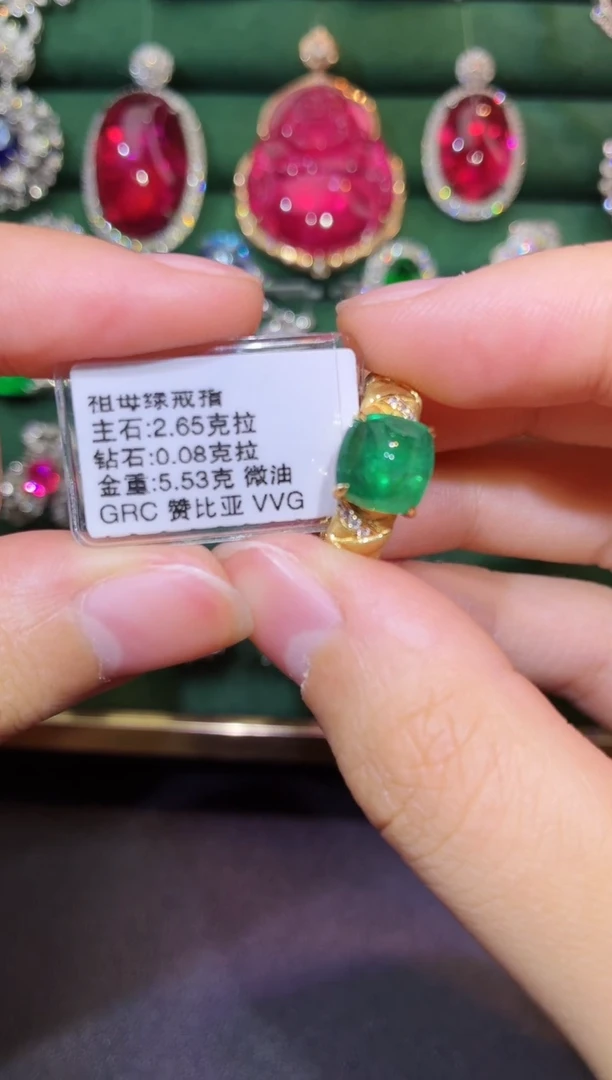 祖母绿戒指
主石:2.65克拉
钻石:0.08克拉
金重:5.53克 微油
GRC 赞比亚 VVG